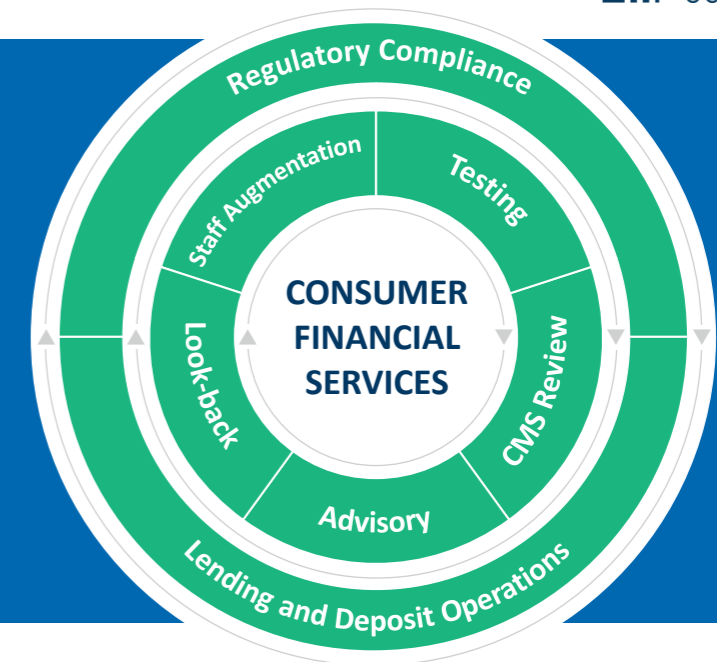 Regulatory Compliance
Staff Augmentation
Testing
CONSUMER
FINANCIAL
SERVICES
Look-back
CMS Review
Advisory
Lending and Deposit Operations